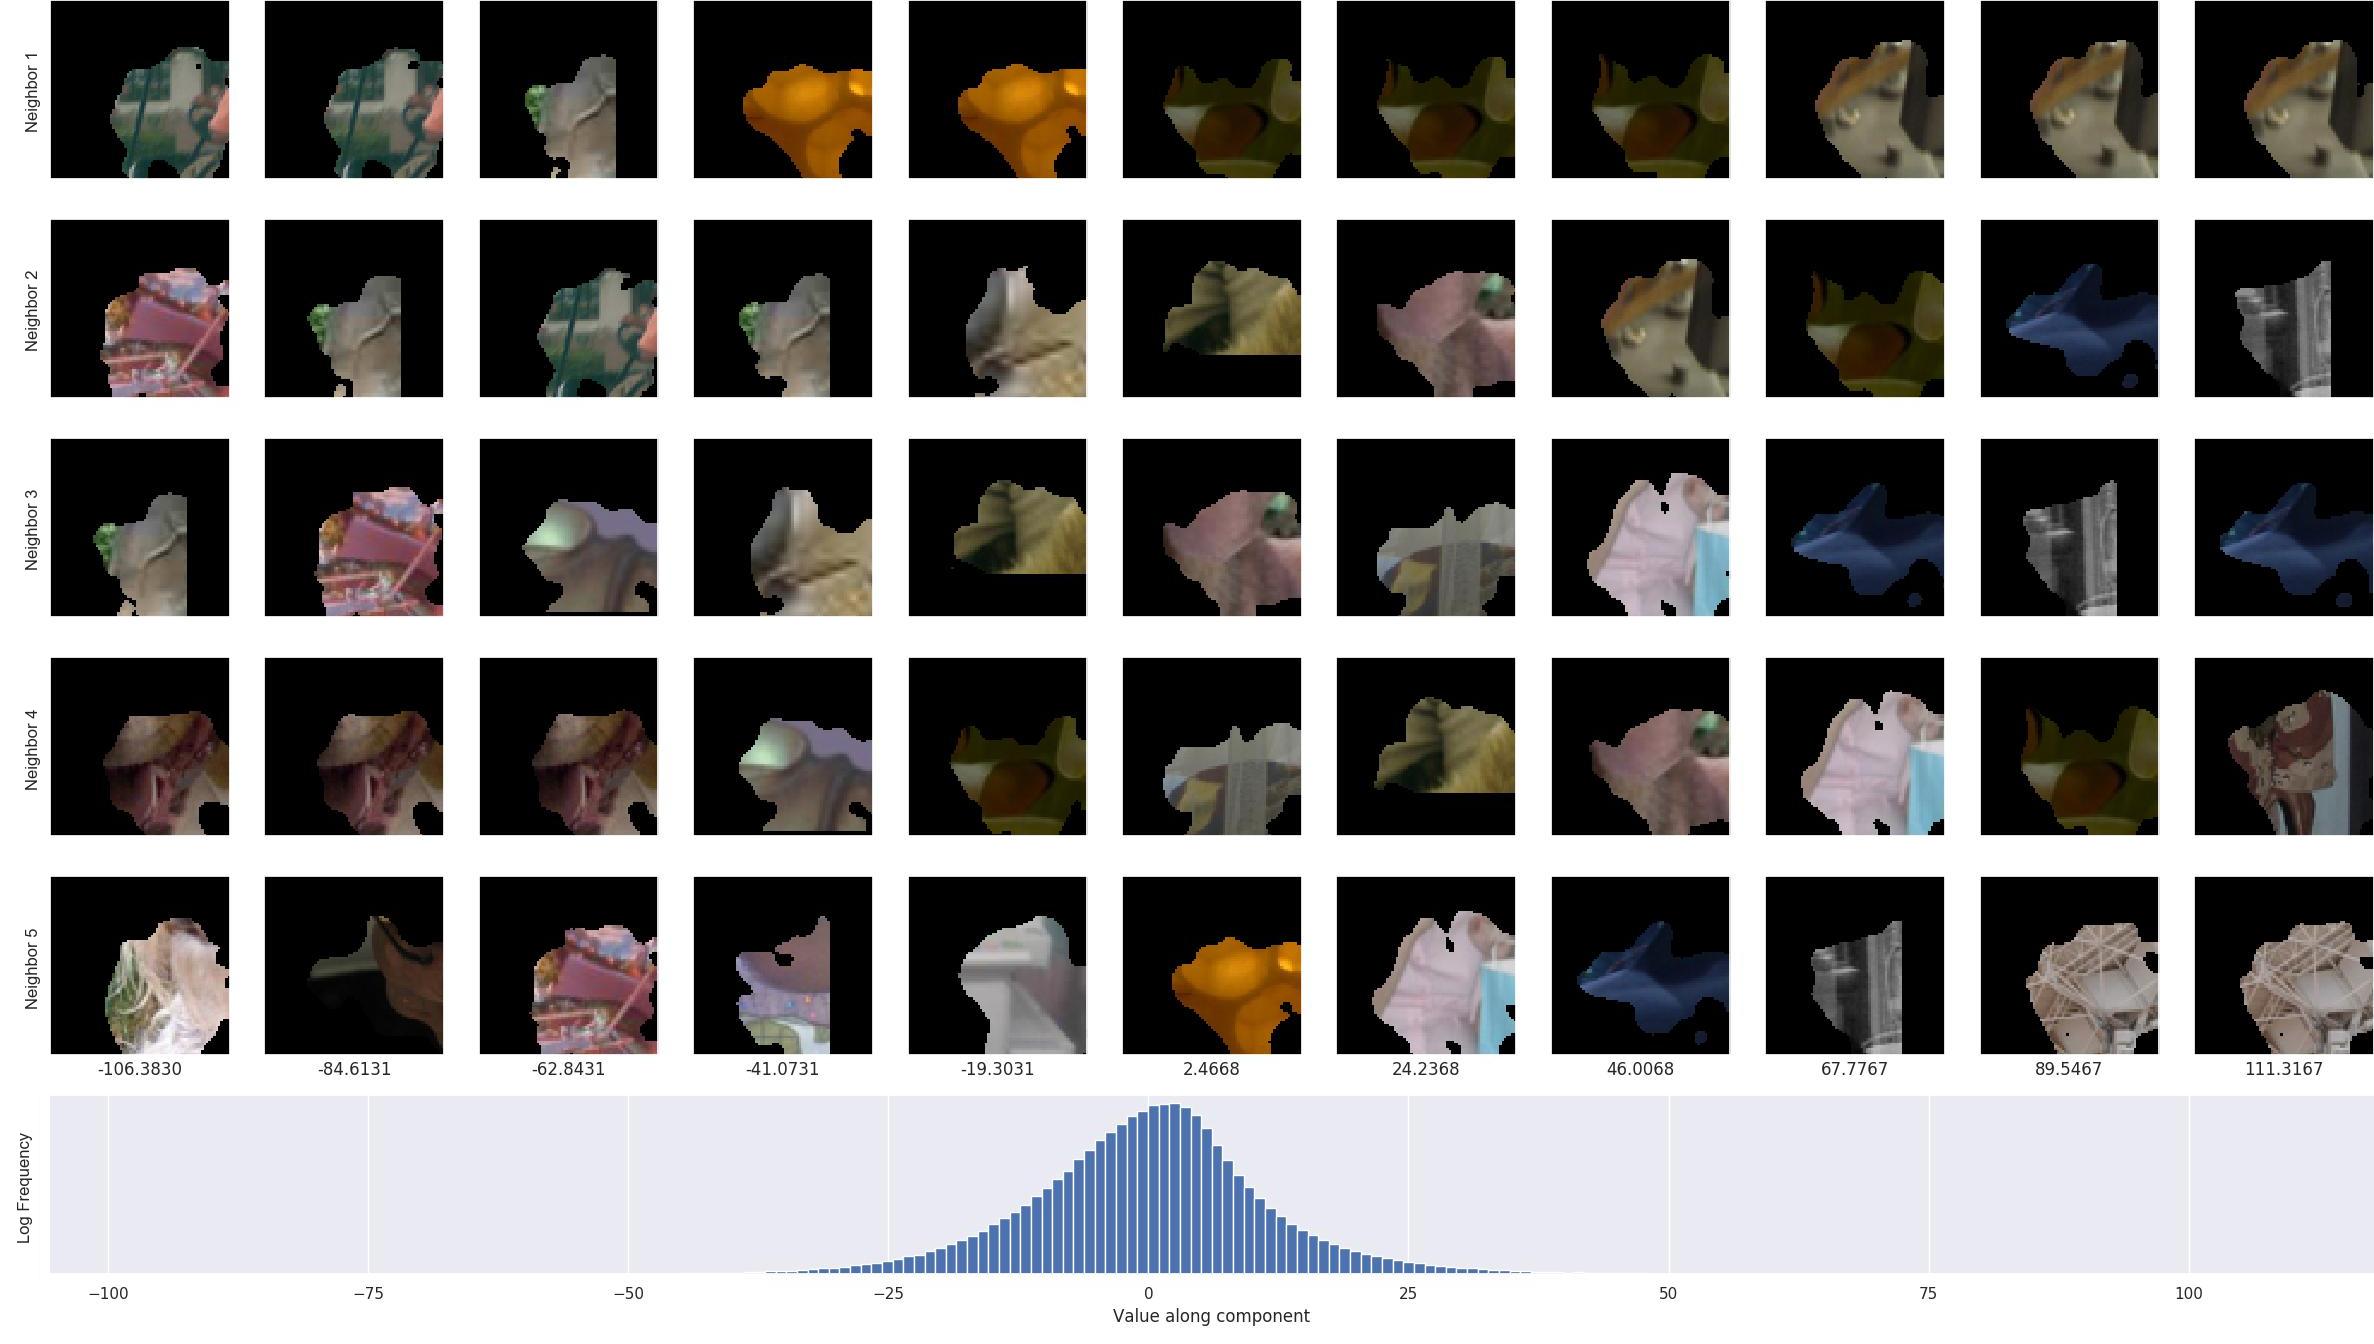 Neighbor 1
Neighbor 2
Neighbor 3
Neighbor 4
Neighbor 5
-106.3830 -84.6131 -62.8431 -41.0731 -19.3031 2.4668 24.2368 46.0068 67.7767 89.5467 111.3167
Log Frequency
−100 −75 −50 −25 0 25 50 75 100
Value along component